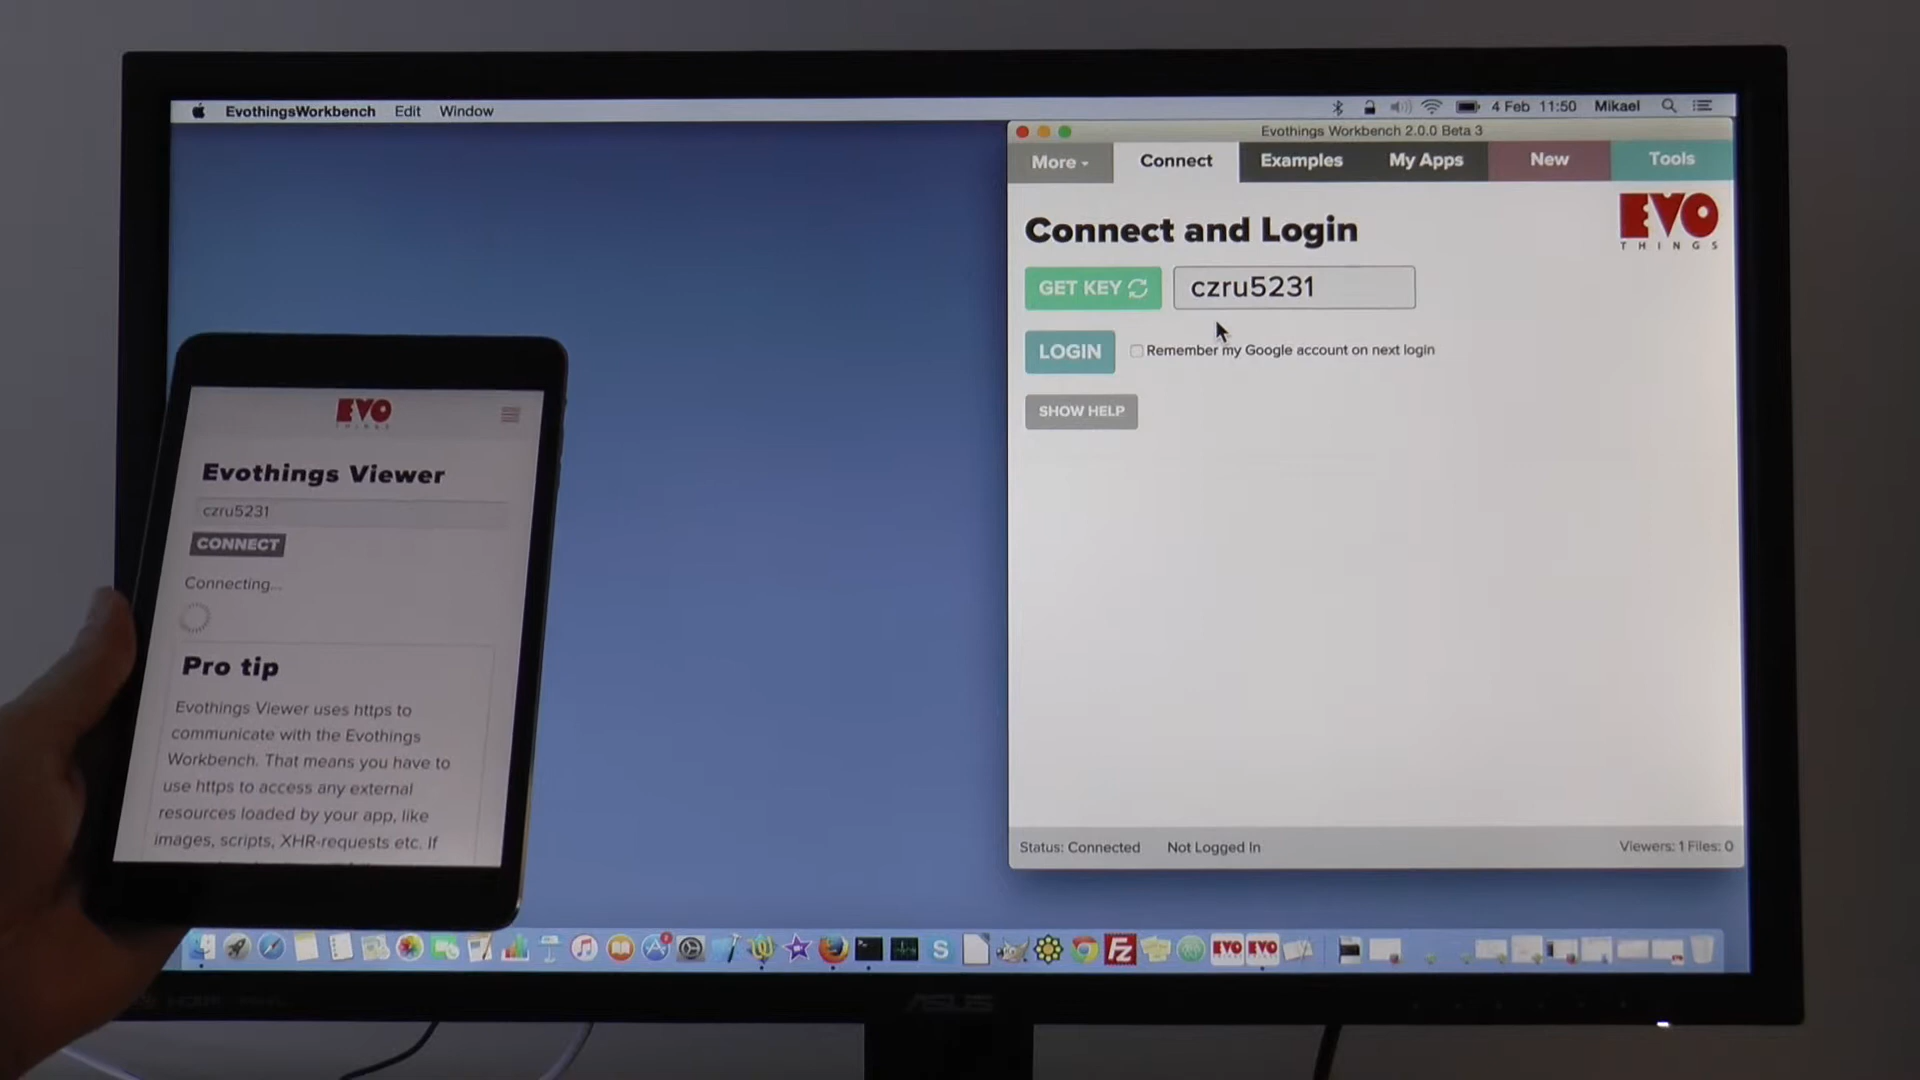 EvothingsWorkbench Edit Window
4 Feb 11:50 Mikael
Evothings Workbench 2.0.0 Beta 3
More Connect Examples My Apps New Tools
Connect and Login
EVO
THINGS
GET KEY czru5231
LOGIN Remember my Google account on next login
SHOW HELP
Status: Connected Not Logged In Viewers: 1 Files: 0
EVO
THINGS
Evothings Viewer
czru5231
CONNECT
Connecting...
Pro tip
Evothings Viewer uses https to
communicate with the Evothings
Workbench. That means you have to
use https to access any external
resources loaded by your app, like
images, scripts, XHR-requests etc. If
S Fz EVO EVO
ASUS